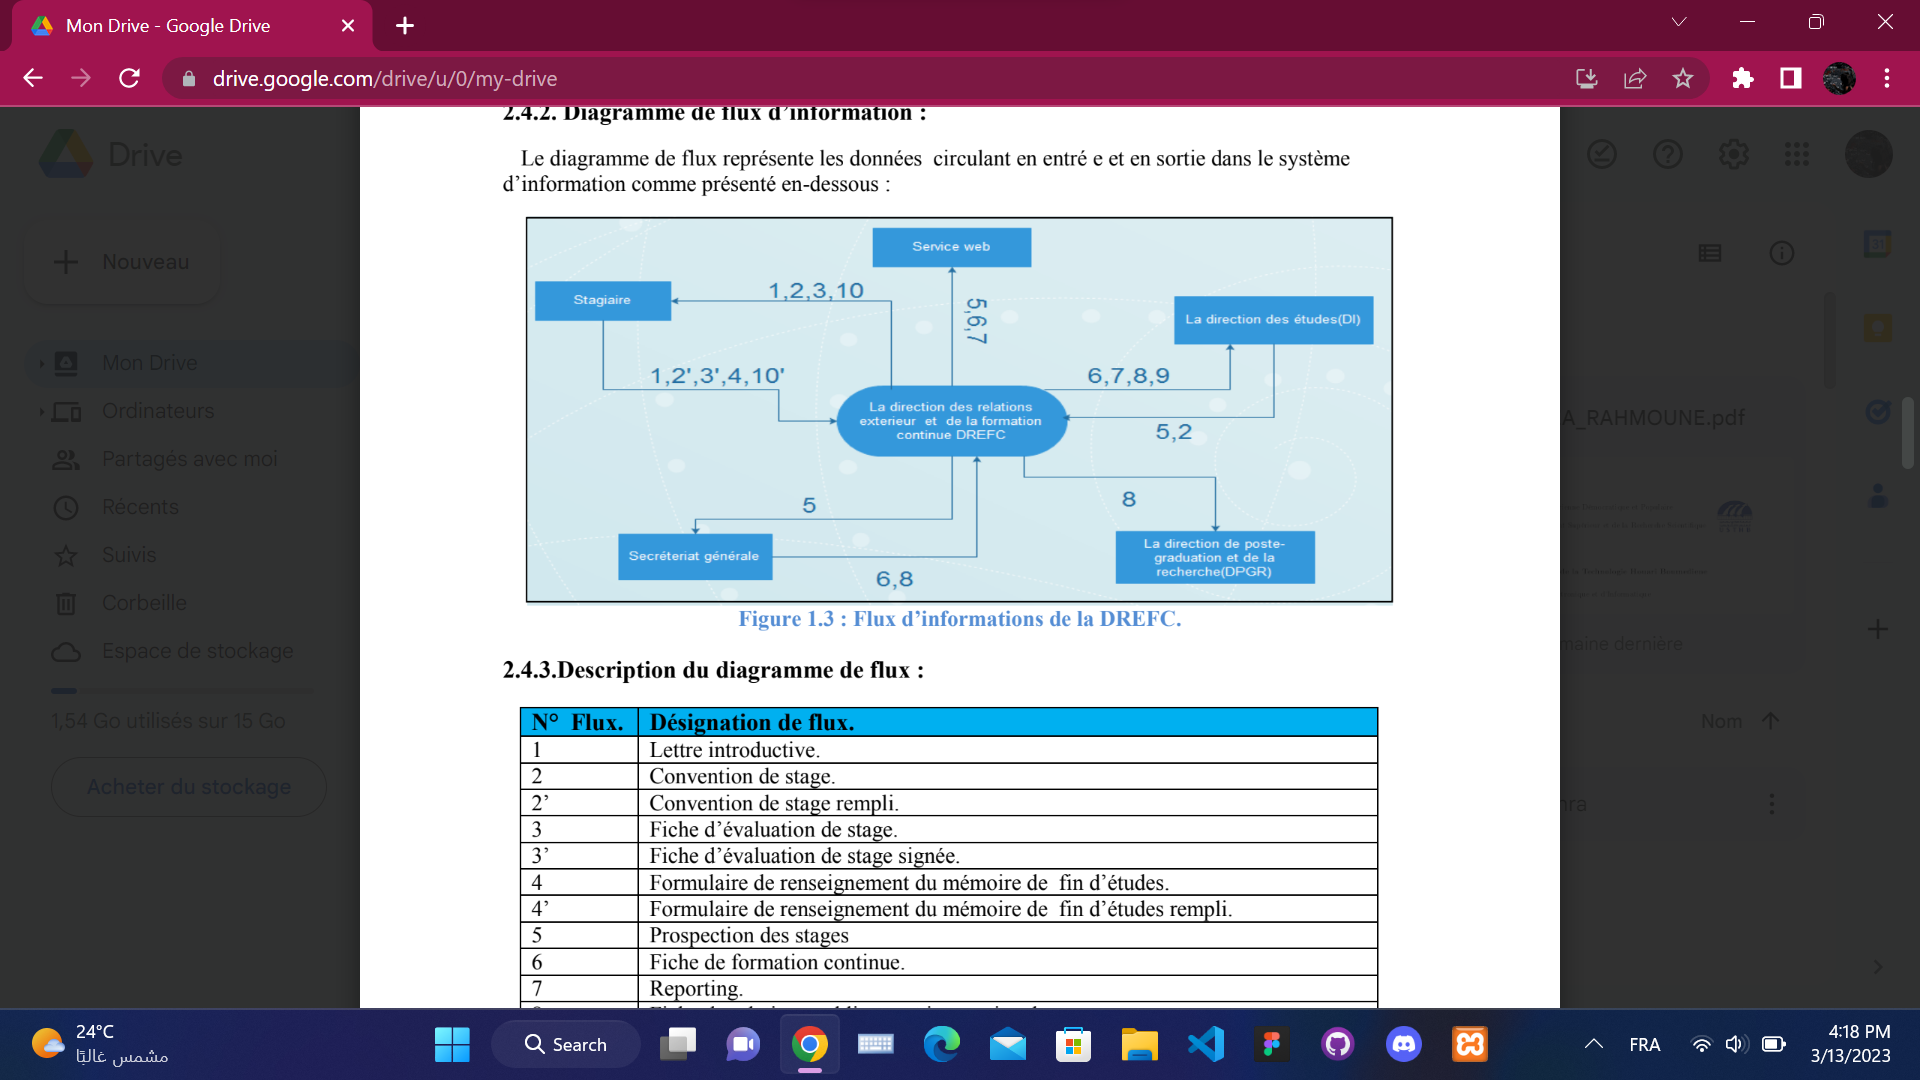 Mon Drive - Google Drive
drive.google.com/drive/u/0/my-drive
Drive
Nouveau
Mon Drive
Ordinateurs
Partagés avec moi
Récents
Suivis
Corbeille
Espace de stockage
1,54 Go utilisés sur 15 Go
Acheter du stockage
2.4.2. Diagramme de flux d’information :
Le diagramme de flux représente les données circulant en entré e et en sortie dans le système
d’information comme présenté en-dessous :
Service web
Stagiaire
1,2,3,10
5,6,7
La direction des études(DI)
1,2',3',4,10'
6,7,8,9
La direction des relations
exterieur et de la formation
continue DREFC
5,2
5
8
Secréteriat générale
6,8
La direction de poste-
graduation et de la
recherche(DPGR)
Figure 1.3 : Flux d’informations de la DREFC.
2.4.3.Description du diagramme de flux :
N° Flux. Désignation de flux.
1 Lettre introductive.
2 Convention de stage.
2’ Convention de stage rempli.
3 Fiche d’évaluation de stage.
3’ Fiche d’évaluation de stage signée.
4 Formulaire de renseignement du mémoire de fin d’études.
4’ Formulaire de renseignement du mémoire de fin d’études rempli.
5 Prospection des stages
6 Fiche de formation continue.
7 Reporting.
A_RAHMOUNE.pdf
maine dernière
Nom
31
24°C
مشمس غالبًا
Search
FRA
4:18 PM
3/13/2023